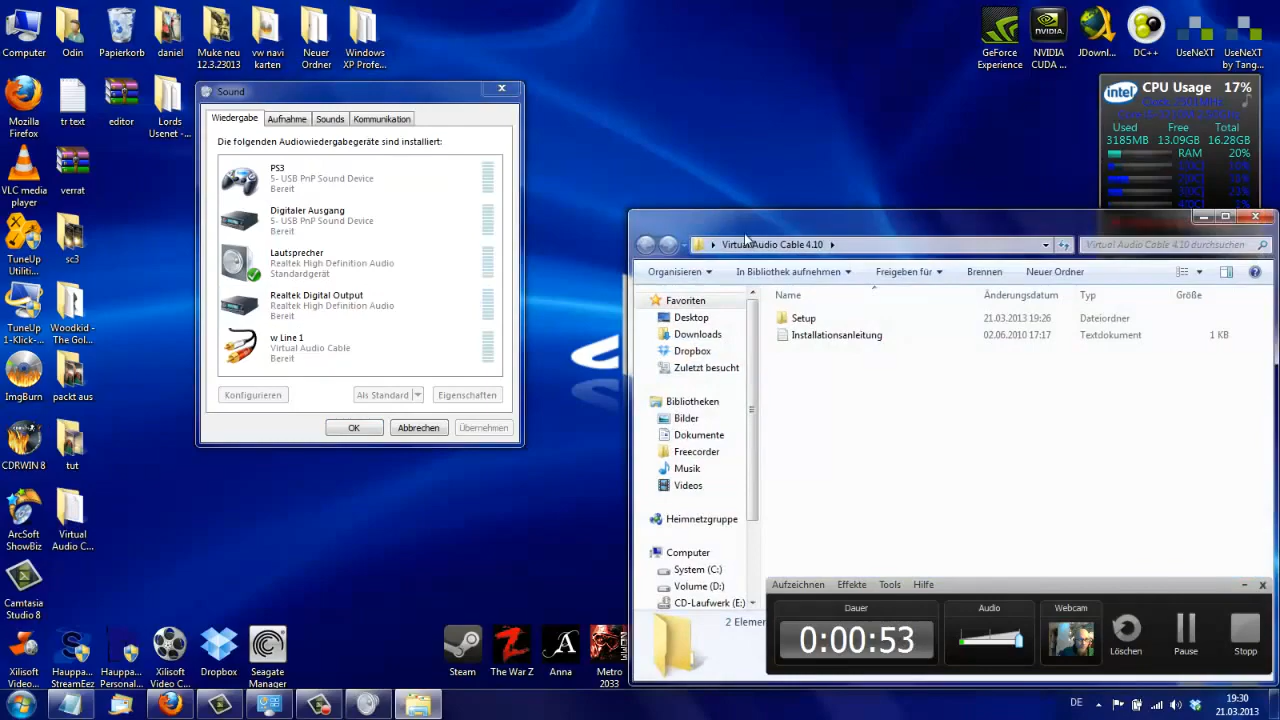 Computer
Odin
Papierkorb
daniel
Muke neu
12.3.23013
vw navi
karten
Neuer
Ordner
Windows
XP Profe...
GeForce
Experience
NVIDIA
CUDA ...
JDownl...
DC++
UseNeXT
UseNeXT
by Tang...
Mozilla
Firefox
tr text
editor
Lords
Usenet -...
VLC media
player
verrat
TuneUp
Utiliti...
sc3
TuneUp
1-Klick-...
Woodkid -
The Gol...
ImgBurn
packt aus
CDRWIN 8
tut
ArcSoft
ShowBiz
Virtual
Audio C...
Camtasia
Studio 8
Xilisoft
Video...
Hauppa...
StreamEez
Hauppa...
Personal...
Xilisoft
Video C...
Dropbox
Seagate
Manager
Steam
The War Z
Anna
Metro
2033
intel
CPU Usage 17%
Used Free Total
3185MB 13.09GB 16.28GB
RAM 20%
Sound
Wiedergabe Aufnahme Sounds Kommunikation
Die folgenden Audiowiedergabegeräte sind installiert:
PS3
5- USB PnP Sound Device
Bereit
Digitaler Ausgang
5- USB PnP Sound Device
Bereit
Lautsprecher
Realtek High Definition Audio
Standardgerät
Realtek Digital Output
Realtek High Definition Audio
Bereit
w Line 1
Virtual Audio Cable
Bereit
Konfigurieren Als Standard Eigenschaften
OK Abbrechen Übernehmen
Virtual Audio Cable 4.10
Virtual Audio Cable 4.10 durchsuchen
Organisieren In Bibliothek aufnehmen Freigeben für Brennen Neuer Ordner
Favoriten
Desktop
Downloads
Dropbox
Zuletzt besucht
Bibliotheken
Bilder
Dokumente
Freecorder
Musik
Videos
Heimnetzgruppe
Computer
System (C:)
Volume (D:)
CD-Laufwerk (E:)
Name Änderungsdatum Typ Größe
Setup 21.03.2013 19:26 Dateiordner
Installationsanleitung 02.06.2010 17:17 Textdokument 1 KB
2 Elemen
Aufzeichnen Effekte Tools Hilfe
Dauer Audio Webcam
0:00:53
Löschen Pause Stopp
DE
19:30
21.03.2013